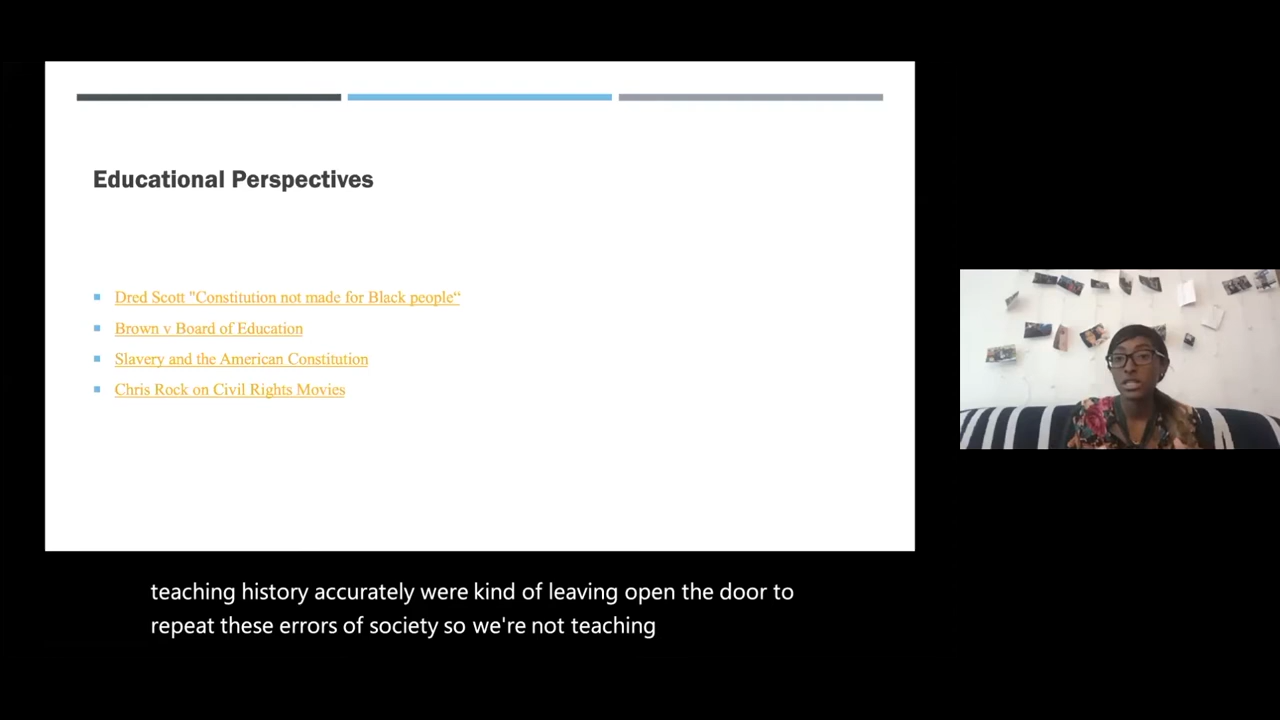 Educational Perspectives
Dred Scott "Constitution not made for Black people“
Brown v Board of Education
Slavery and the American Constitution
Chris Rock on Civil Rights Movies
teaching history accurately were kind of leaving open the door to
repeat these errors of society so we're not teaching